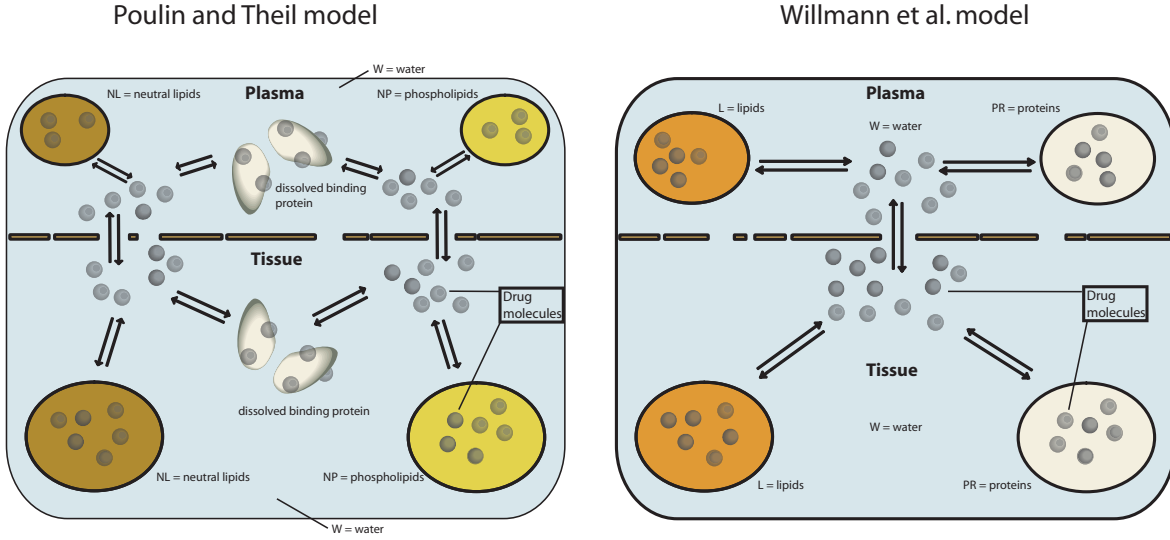 Poulin and Theil model
W = water
NL = neutral lipids
Plasma
NP = phospholipids
dissolved binding
protein
Tissue
Drug
molecules
dissolved binding protein
NL = neutral lipids
NP = phospholipids
W = water
Willmann et al. model
Plasma
L = lipids
W = water
PR = proteins
Drug
molecules
Tissue
W = water
L = lipids
PR = proteins